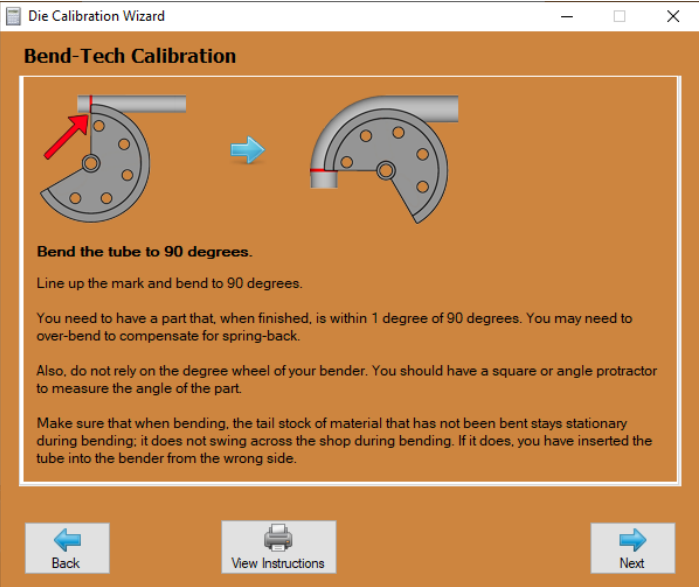 Die Calibration Wizard
Bend-Tech Calibration
Bend the tube to 90 degrees.
Line up the mark and bend to 90 degrees.
You need to have a part that, when finished, is within 1 degree of 90 degrees. You may need to
over-bend to compensate for spring-back.
Also, do not rely on the degree wheel of your bender. You should have a square or angle protractor
to measure the angle of the part.
Make sure that when bending, the tail stock of material that has not been bent stays stationary
during bending; it does not swing across the shop during bending. If it does, you have inserted the
tube into the bender from the wrong side.
Back
View Instructions
Next